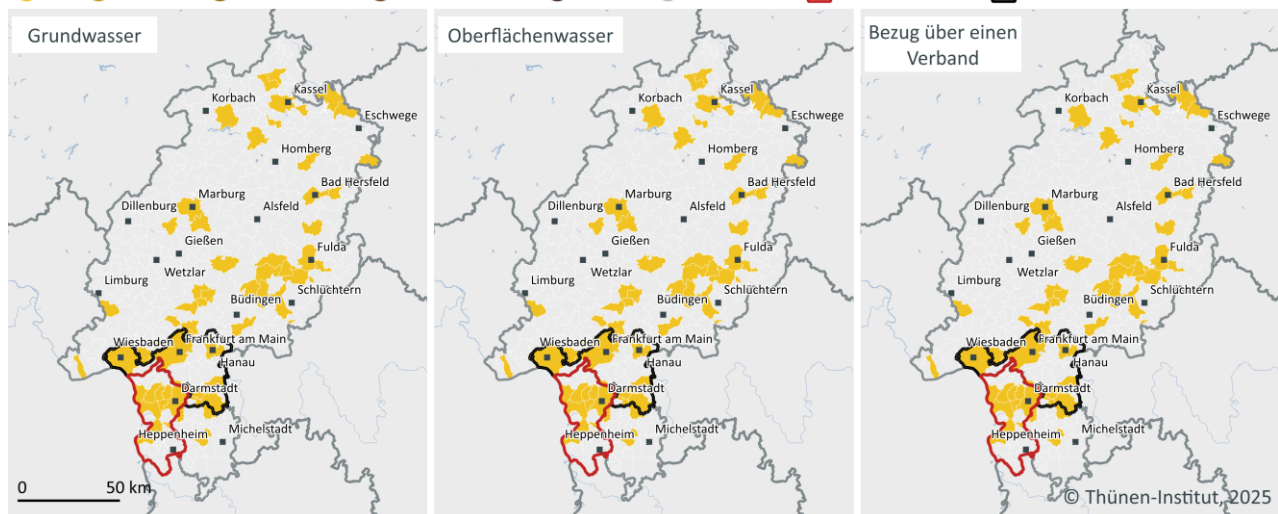 Grundwasser
Korbach
Kassel
Eschwege
Homberg
Bad Hersfeld
Marburg
Dillenburg
Alsfeld
Gießen
Fulda
Wetzlar
Limburg
Schlüchtern
Büdingen
Wiesbaden
Frankfurt am Main
Hanau
Darmstadt
Heppenheim
Michelstadt
0 50 km
Oberflächenwasser
Korbach
Kassel
Eschwege
Homberg
Bad Hersfeld
Marburg
Dillenburg
Alsfeld
Gießen
Fulda
Wetzlar
Limburg
Schlüchtern
Büdingen
Wiesbaden
Frankfurt am Main
Hanau
Darmstadt
Heppenheim
Michelstadt
Bezug über einen
Verband
Korbach
Kassel
Eschwege
Homberg
Bad Hersfeld
Marburg
Dillenburg
Alsfeld
Gießen
Fulda
Wetzlar
Limburg
Schlüchtern
Büdingen
Wiesbaden
Frankfurt am Main
Hanau
Darmstadt
Heppenheim
Michelstadt
© Thünen-Institut, 2025